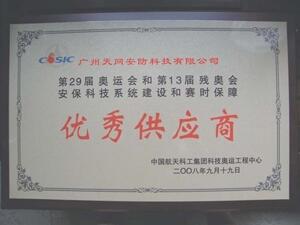 CASIC 广州天网安防科技有限公司
第29届奥运会和第13届残奥会
安保科技系统建设和赛时保障
优秀供应商
中国航天科工集团科技奥运工程中心
二〇〇八年九月十九日